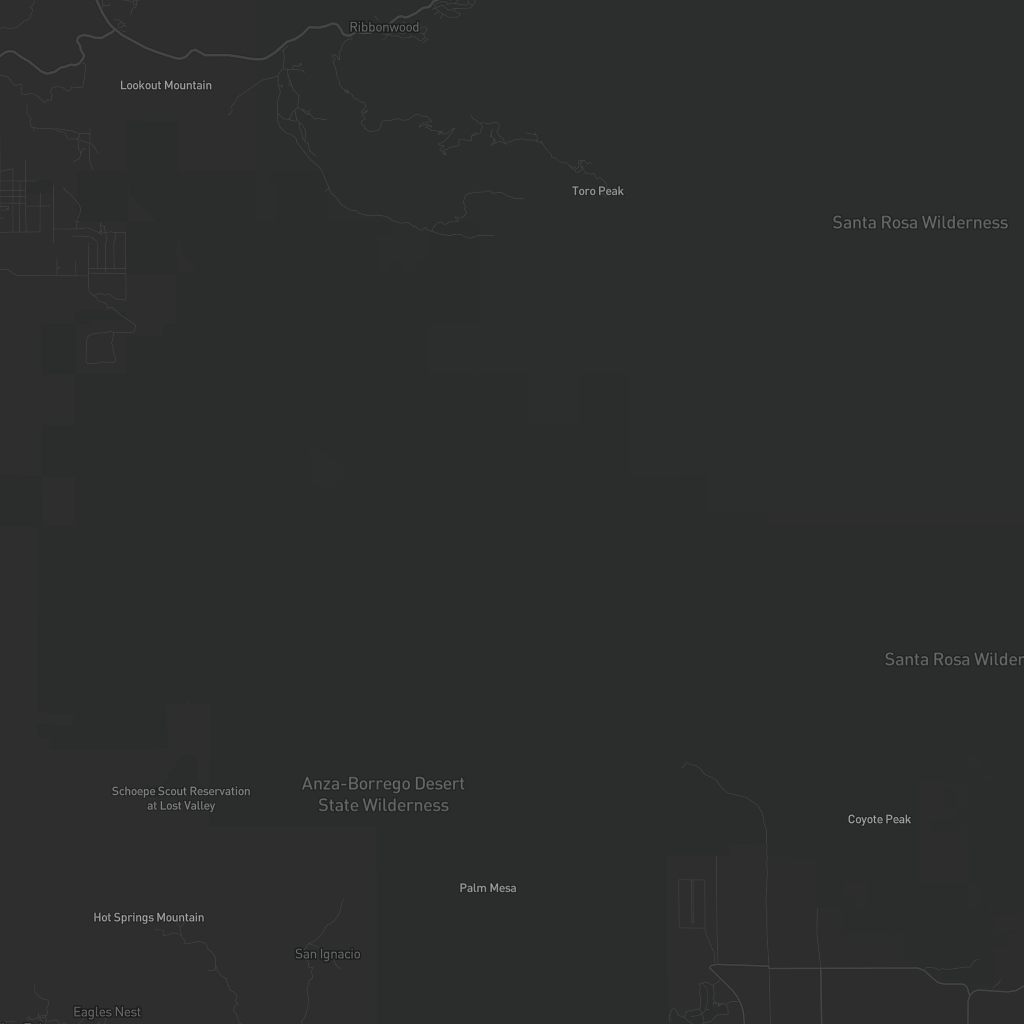 Ribbonwood
Lookout Mountain
Toro Peak
Santa Rosa Wilderness
Santa Rosa Wilder
Anza-Borrego Desert
State Wilderness
Schoepe Scout Reservation
at Lost Valley
Coyote Peak
Palm Mesa
Hot Springs Mountain
San Ignacio
Eagles Nest